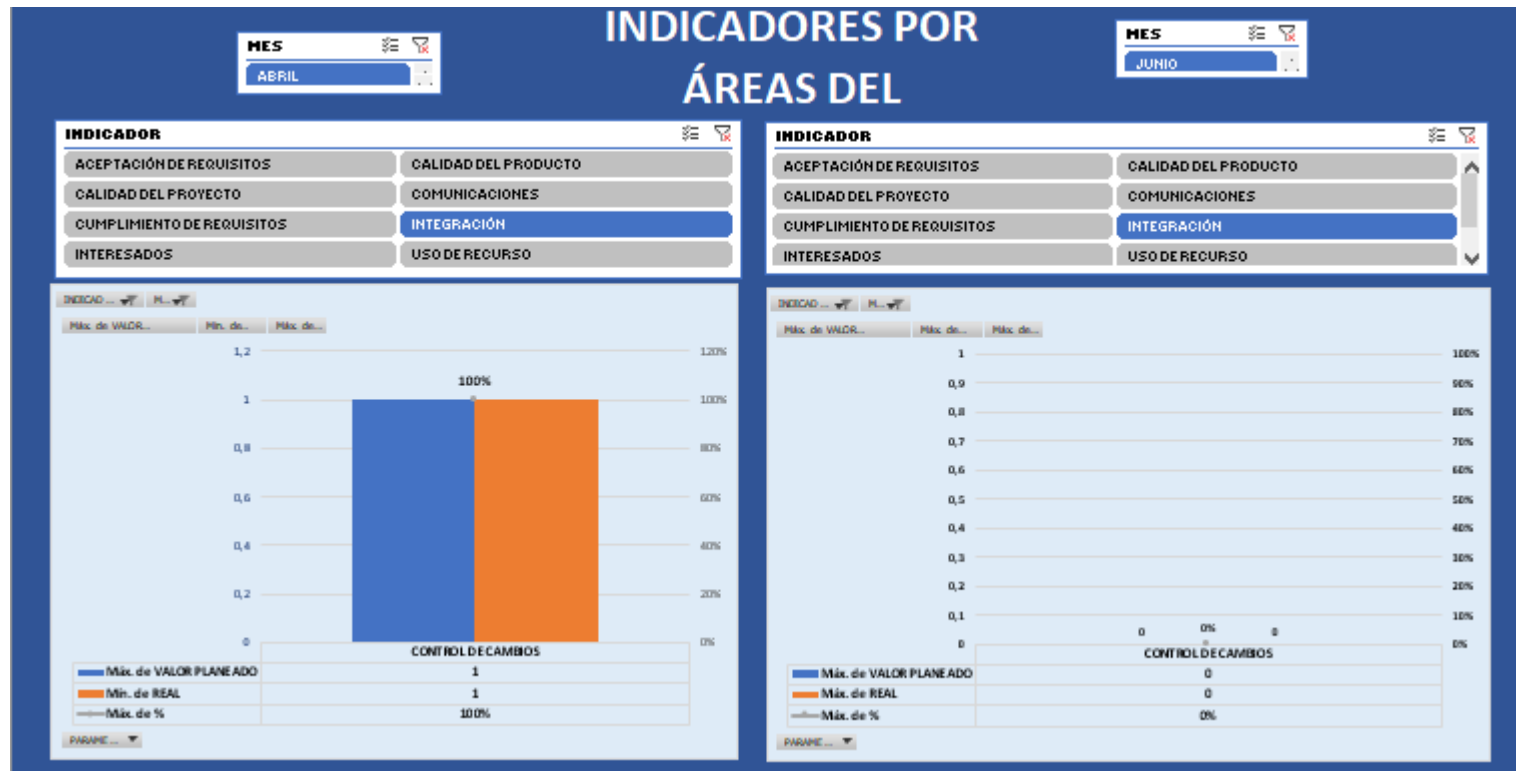 INDICADORES POR
ÁREAS DEL
MES
ABRIL
MES
JUNIO
INDICADOR
ACEPTACIÓN DE REQUISITOS
CALIDAD DEL PRODUCTO
CALIDAD DEL PROYECTO
COMUNICACIONES
CUMPLIMIENTO DE REQUISITOS
INTEGRACIÓN
INTERESADOS
USO DE RECURSO
INDICAD... M...
Máx. de VALOR... Mín. de... Máx. de...
1,2 120%
100%
1 100%
0,8 80%
0,6 60%
0,4 40%
0,2 20%
0 0%
CONTROL DE CAMBIOS
Máx. de VALOR PLANEADO 1
Mín. de REAL 1
Máx. de % 100%
PARAME...
INDICADOR
ACEPTACIÓN DE REQUISITOS
CALIDAD DEL PRODUCTO
CALIDAD DEL PROYECTO
COMUNICACIONES
CUMPLIMIENTO DE REQUISITOS
INTEGRACIÓN
INTERESADOS
USO DE RECURSO
INDICAD... M...
Máx. de VALOR... Máx. de... Máx. de...
1 100%
0,9 90%
0,8 80%
0,7 70%
0,6 60%
0,5 50%
0,4 40%
0,3 30%
0,2 20%
0,1 10%
0 0% 0
0 0%
CONTROL DE CAMBIOS
Máx. de VALOR PLANEADO 0
Máx. de REAL 0
Máx. de % 0%
PARAME...